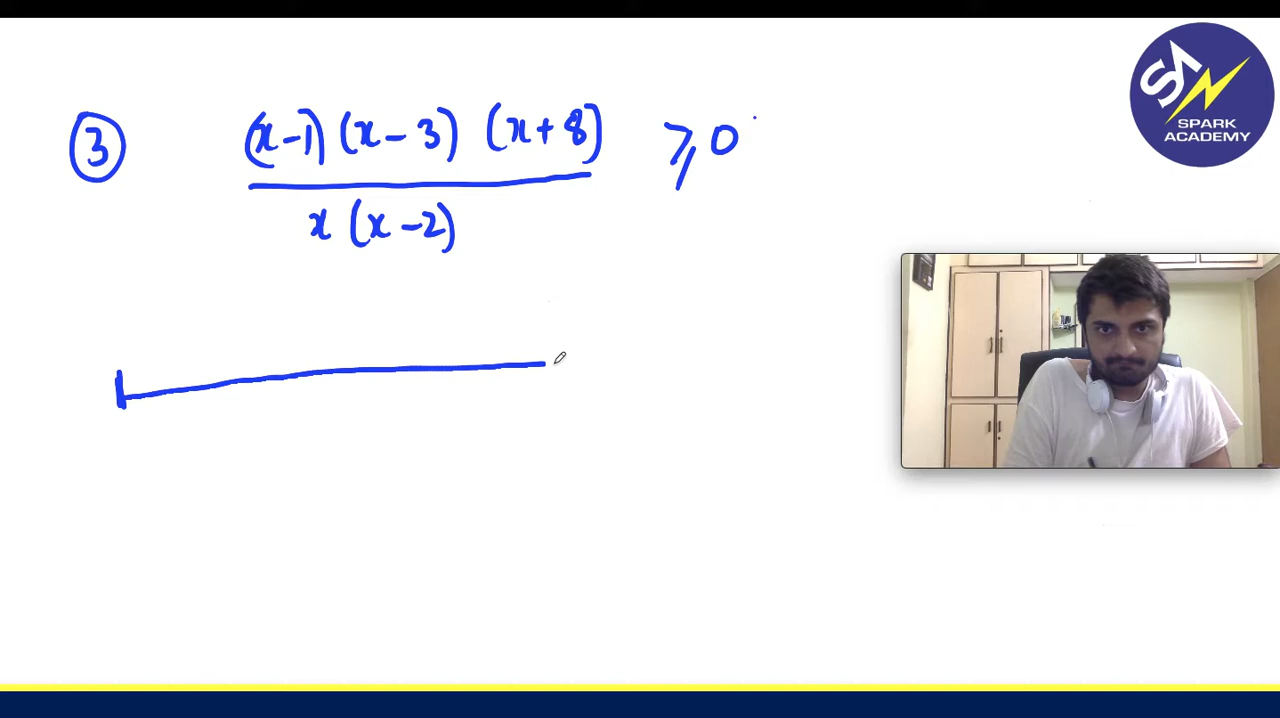 ③ (x-1)(x-3)(x+8) ≥ 0
x(x-2)
SPARK
ACADEMY